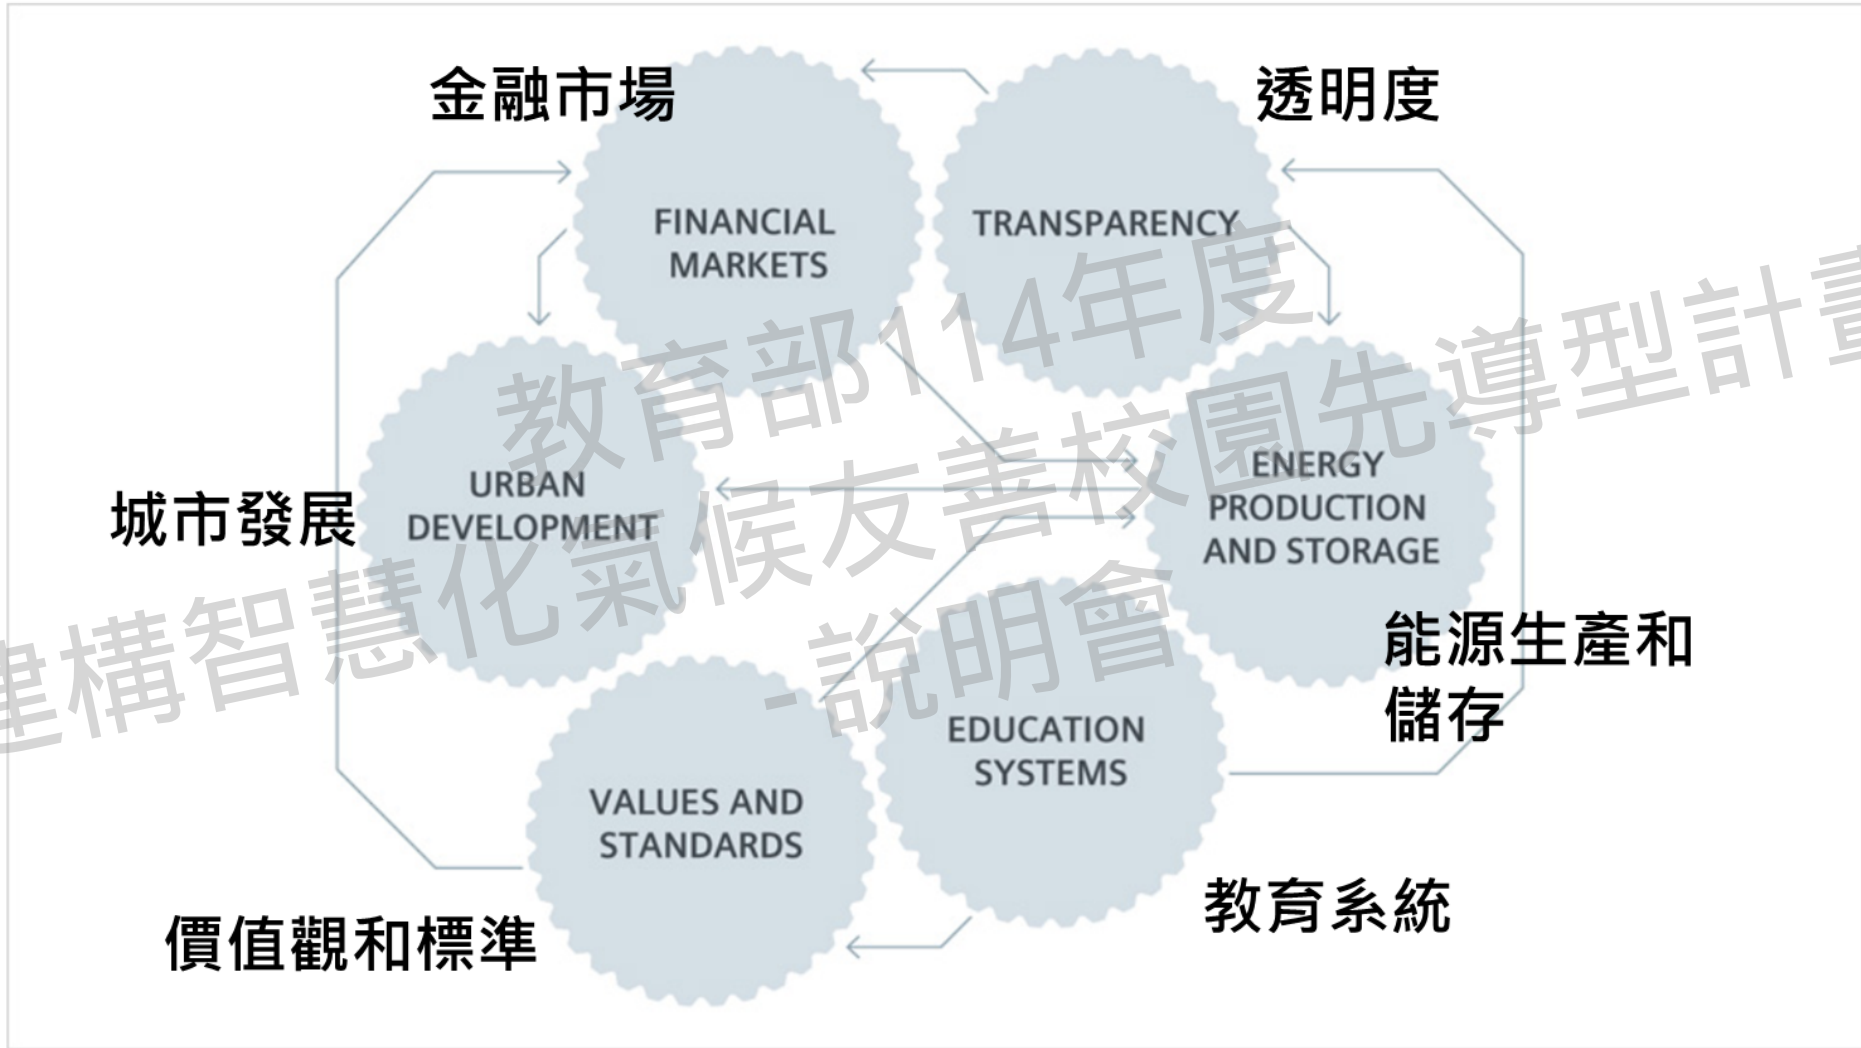 金融市場
透明度
FINANCIAL
MARKETS
TRANSPARENCY
城市發展
URBAN
DEVELOPMENT
ENERGY
PRODUCTION
AND STORAGE
能源生產和
儲存
VALUES AND
STANDARDS
EDUCATION
SYSTEMS
價值觀和標準
教育系統
教育部114年度
建構智慧化氣候友善校園先導型計畫
-說明會